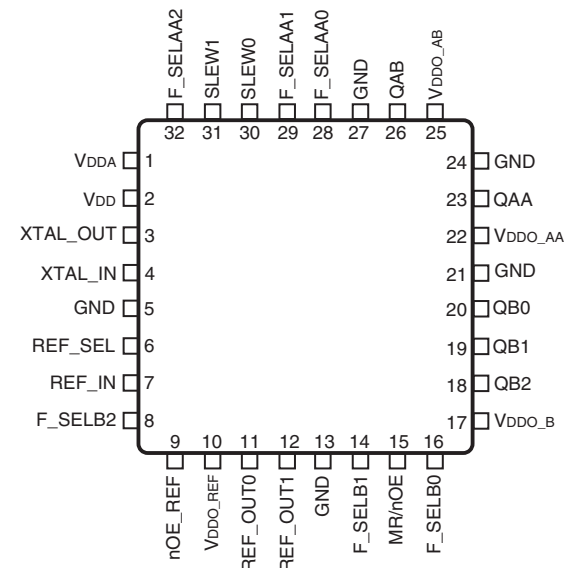 F_SELAA2
SLEW1
SLEW0
F_SELAA1
F_SELAA0
GND
QAB
VDDO_AB
32 31 30 29 28 27 26 25
VDDA 1
VDD 2
XTAL_OUT 3
XTAL_IN 4
GND 5
REF_SEL 6
REF_IN 7
F_SELB2 8
24 GND
23 QAA
22 VDDO_AA
21 GND
20 QB0
19 QB1
18 QB2
17 VDDO_B
9 10 11 12 13 14 15 16
nOE_REF
VDDO_REF
REF_OUT0
REF_OUT1
GND
F_SELB1
MR/nOE
F_SELB0